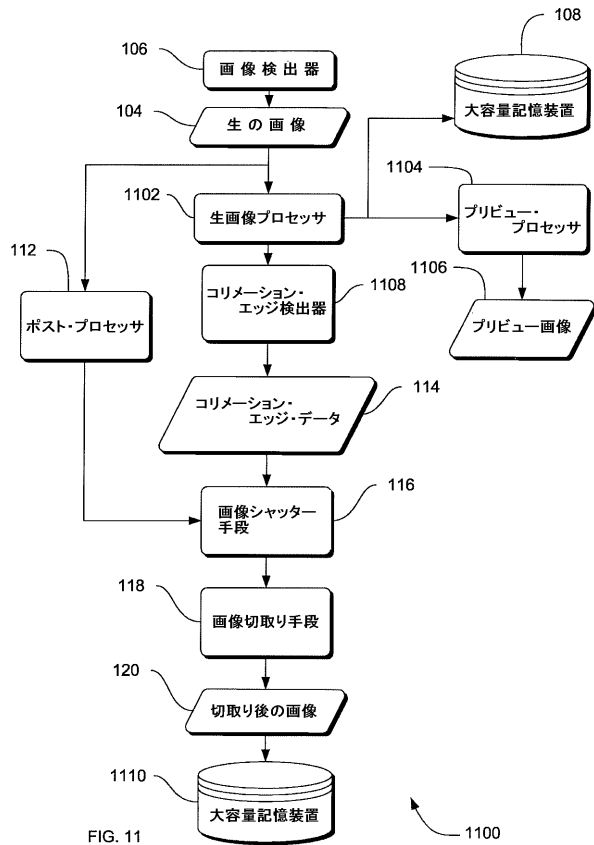 108
106
画像検出器
大容量記憶装置
104
生の画像
1104
1102
生画像プロセッサ
プリビュー・
プロセッサ
112
コリメーション・
エッジ検出器
1108
1106
ポスト・プロセッサ
プリビュー画像
コリメーション・
エッジ・データ
114
画像シャッター
手段
116
118
画像切取り手段
120
切取り後の画像
1110
大容量記憶装置
FIG. 11
1100